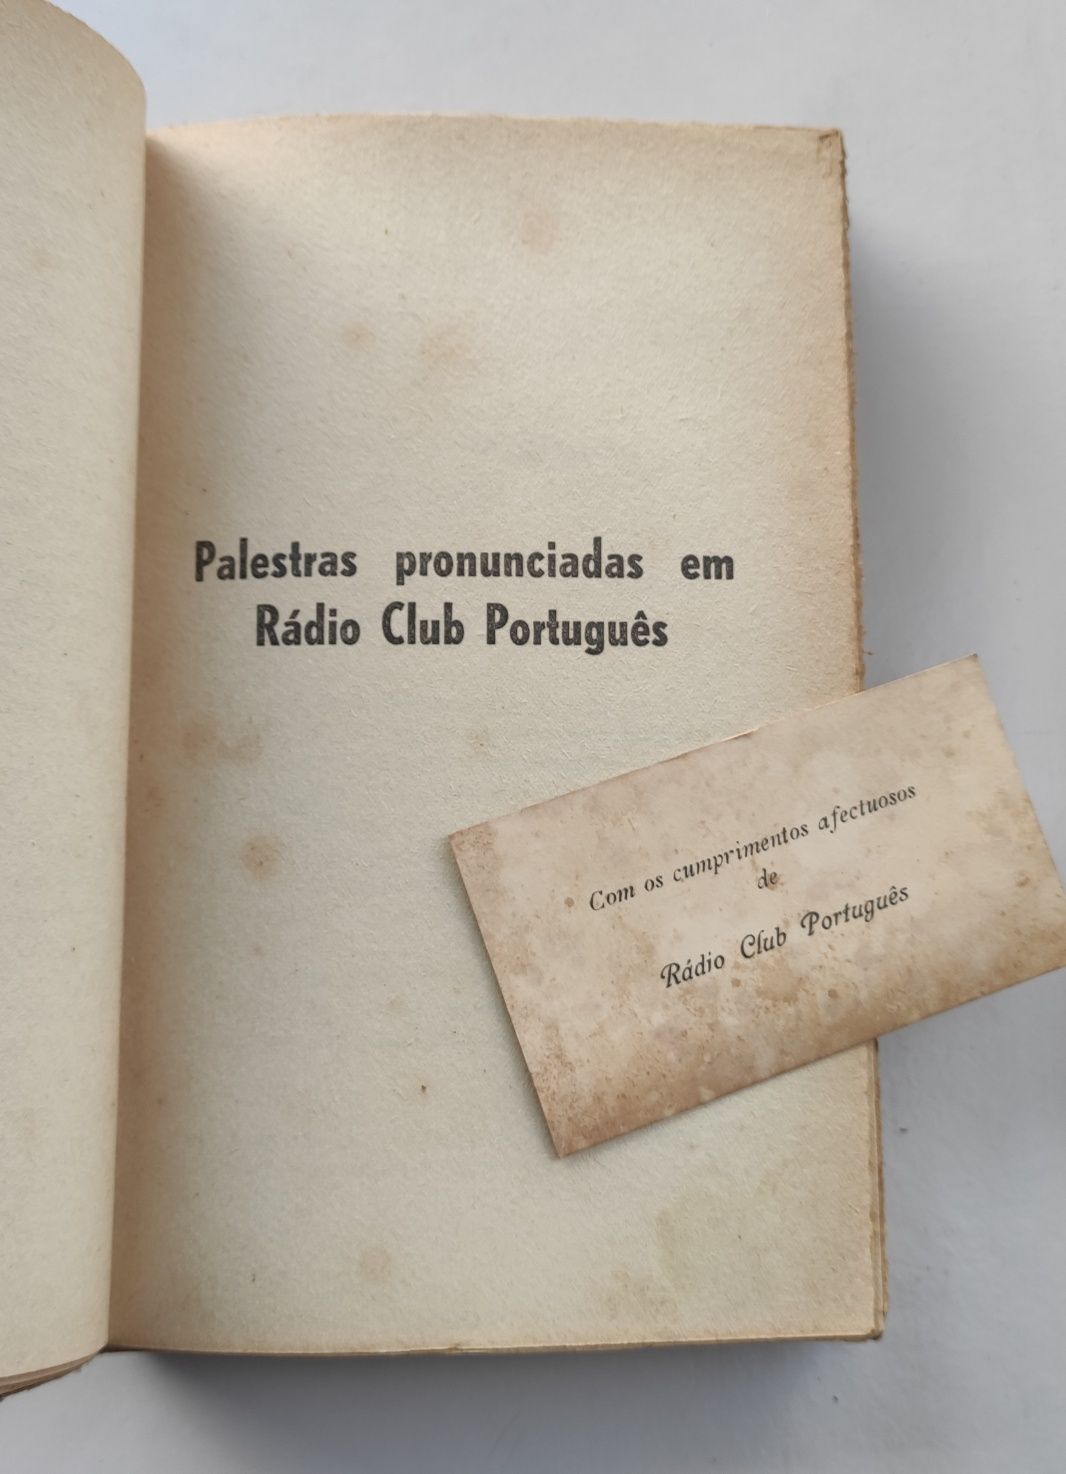 Palestras pronunciadas em
Rádio Club Português
Com os cumprimentos afectuosos
de
Rádio Club Português